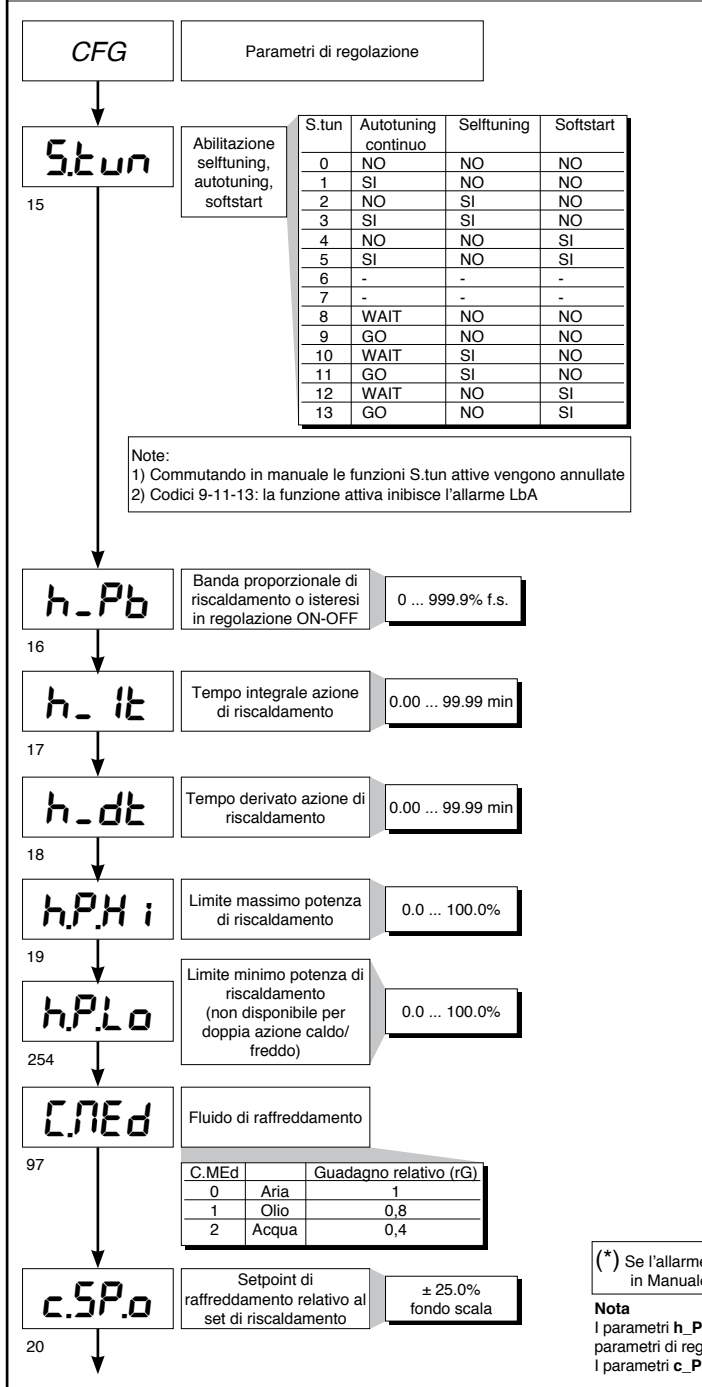 CFG
Parametri di regolazione
S.tun
15
Abilitazione
selftuning,
autotuning,
softstart
S.tun Autotuning continuo Selftuning Softstart
0 NO NO NO
1 SI NO NO
2 NO SI NO
3 SI SI NO
4 NO NO SI
5 SI NO SI
6 - - -
7 - - -
8 WAIT NO NO
9 GO NO NO
10 WAIT SI NO
11 GO SI NO
12 WAIT NO SI
13 GO NO SI
Note:
1) Commutando in manuale le funzioni S.tun attive vengono annullate
2) Codici 9-11-13: la funzione attiva inibisce l'allarme LbA
h_Pb
16
Banda proporzionale di
riscaldamento o isteresi
in regolazione ON-OFF
0 ... 999.9% f.s.
h_It
17
Tempo integrale azione
di riscaldamento
0.00 ... 99.99 min
h_dt
18
Tempo derivato azione di
riscaldamento
0.00 ... 99.99 min
h.P.Hi
19
Limite massimo potenza
di riscaldamento
0.0 ... 100.0%
h.P.Lo
254
Limite minimo potenza di
riscaldamento
(non disponibile per
doppia azione caldo/
freddo)
0.0 ... 100.0%
C.MEd
97
Fluido di raffreddamento
C.MEd Guadagno relativo (rG)
0 Aria 1
1 Olio 0,8
2 Acqua 0,4
c.SP.o
20
Setpoint di
raffreddamento relativo al
set di riscaldamento
± 25.0%
fondo scala
(*) Se l'allarme
in Manuale
Nota
I parametri h_P
parametri di reg
I parametri c_P